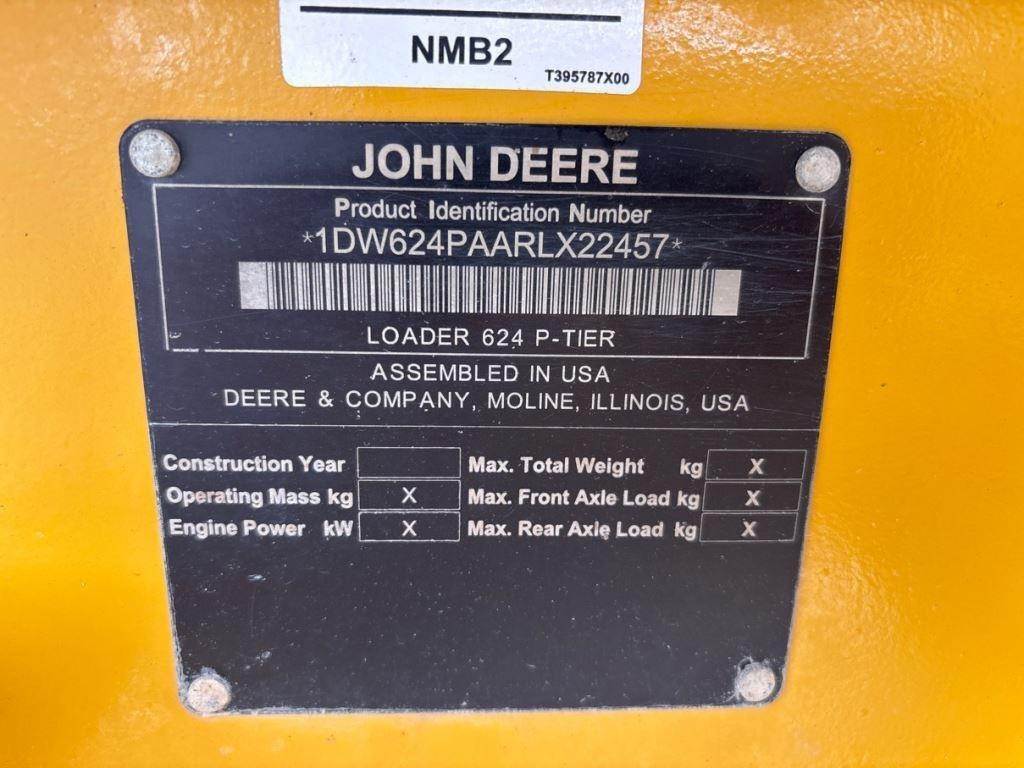 NMB2
T395787X00
JOHN DEERE
Product Identification Number
*1DW624PAARLX22457*
LOADER 624 P-TIER
ASSEMBLED IN USA
DEERE & COMPANY, MOLINE, ILLINOIS, USA
Construction Year Max. Total Weight kg X
Operating Mass kg X Max. Front Axle Load kg X
Engine Power kW X Max. Rear Axle Load kg X